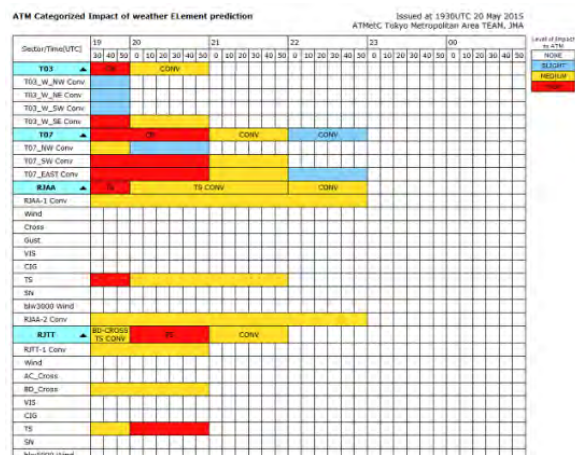 ATM Categorized Impact of weather ELement prediction
Issued at 1930UTC 20 May 2015
ATMetC Tokyo Metropolitan Area TEAM, JMA
Level of Impact
to ATM
NONE
SLIGHT
MEDIUM
Sector/Time(UTC) 19 20 21 22 23 00
30 40 50 0 10 20 30 40 50 0 10 20 30 40 50 0 10 20 30 40 50 0 10 20 30 40 50 0 10 20 30 40 50
T03 ▲ CB CONV
T03_W_NW Conv
T03_W_NE Conv
T03_W_SW Conv
T03_W_SE Conv
T07 ▲ CB CONV CONV
T07_NW Conv
T07_SW Conv
T07_EAST Conv
RJAA ▲ TS TS CONV CONV
RJAA-1 Conv
Wind
Cross
Gust
VIS
CIG
TS
SN
blw3000 Wind
RJAA-2 Conv
RJTT ▲ BD-CROSS TS CONV TS CONV
RJTT-1 Conv
Wind
AC_Cross
BD_Cross
VIS
CIG
TS
SN